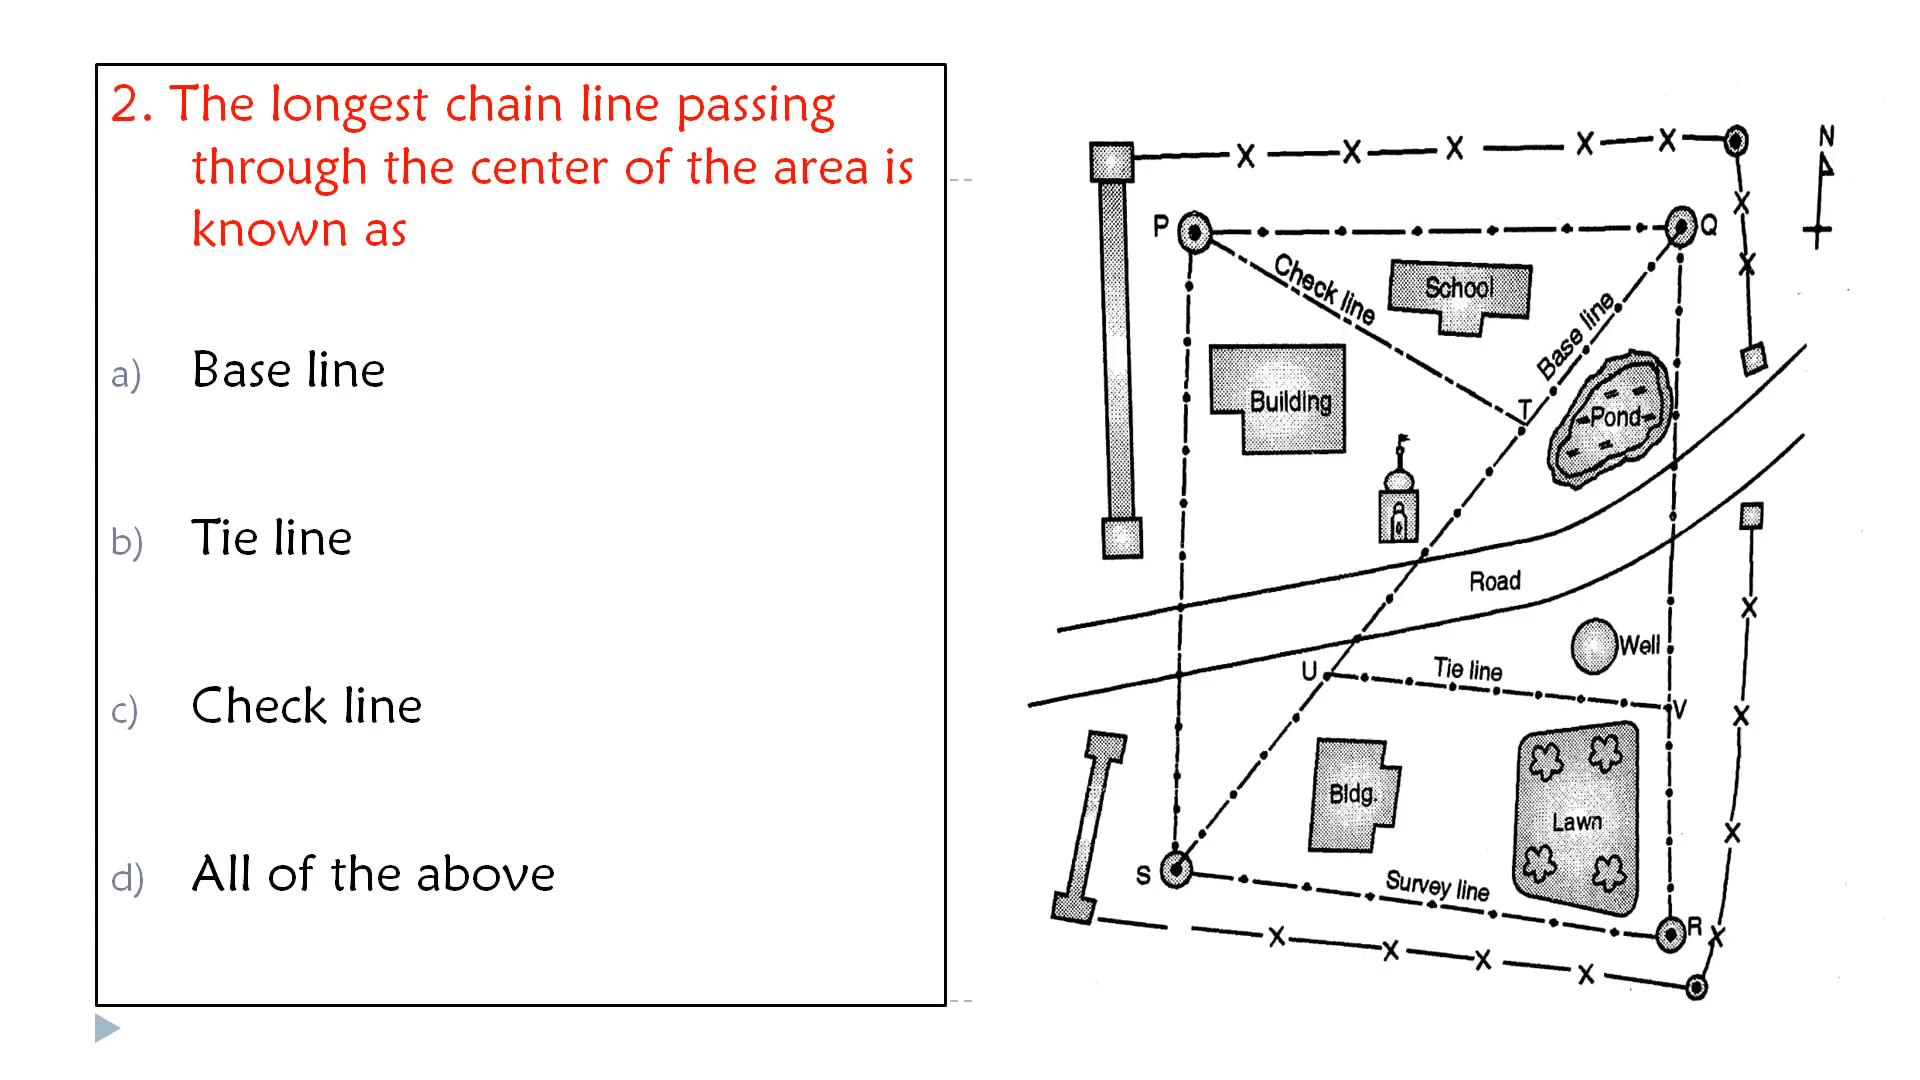 2. The longest chain line passing
through the center of the area is
known as
a) Base line
b) Tie line
c) Check line
d) All of the above
N
P
Q
Check line
School
Base line
Building
T
Pond
Road
Well
U
Tie line
V
Bldg.
Lawn
S
Survey line
R